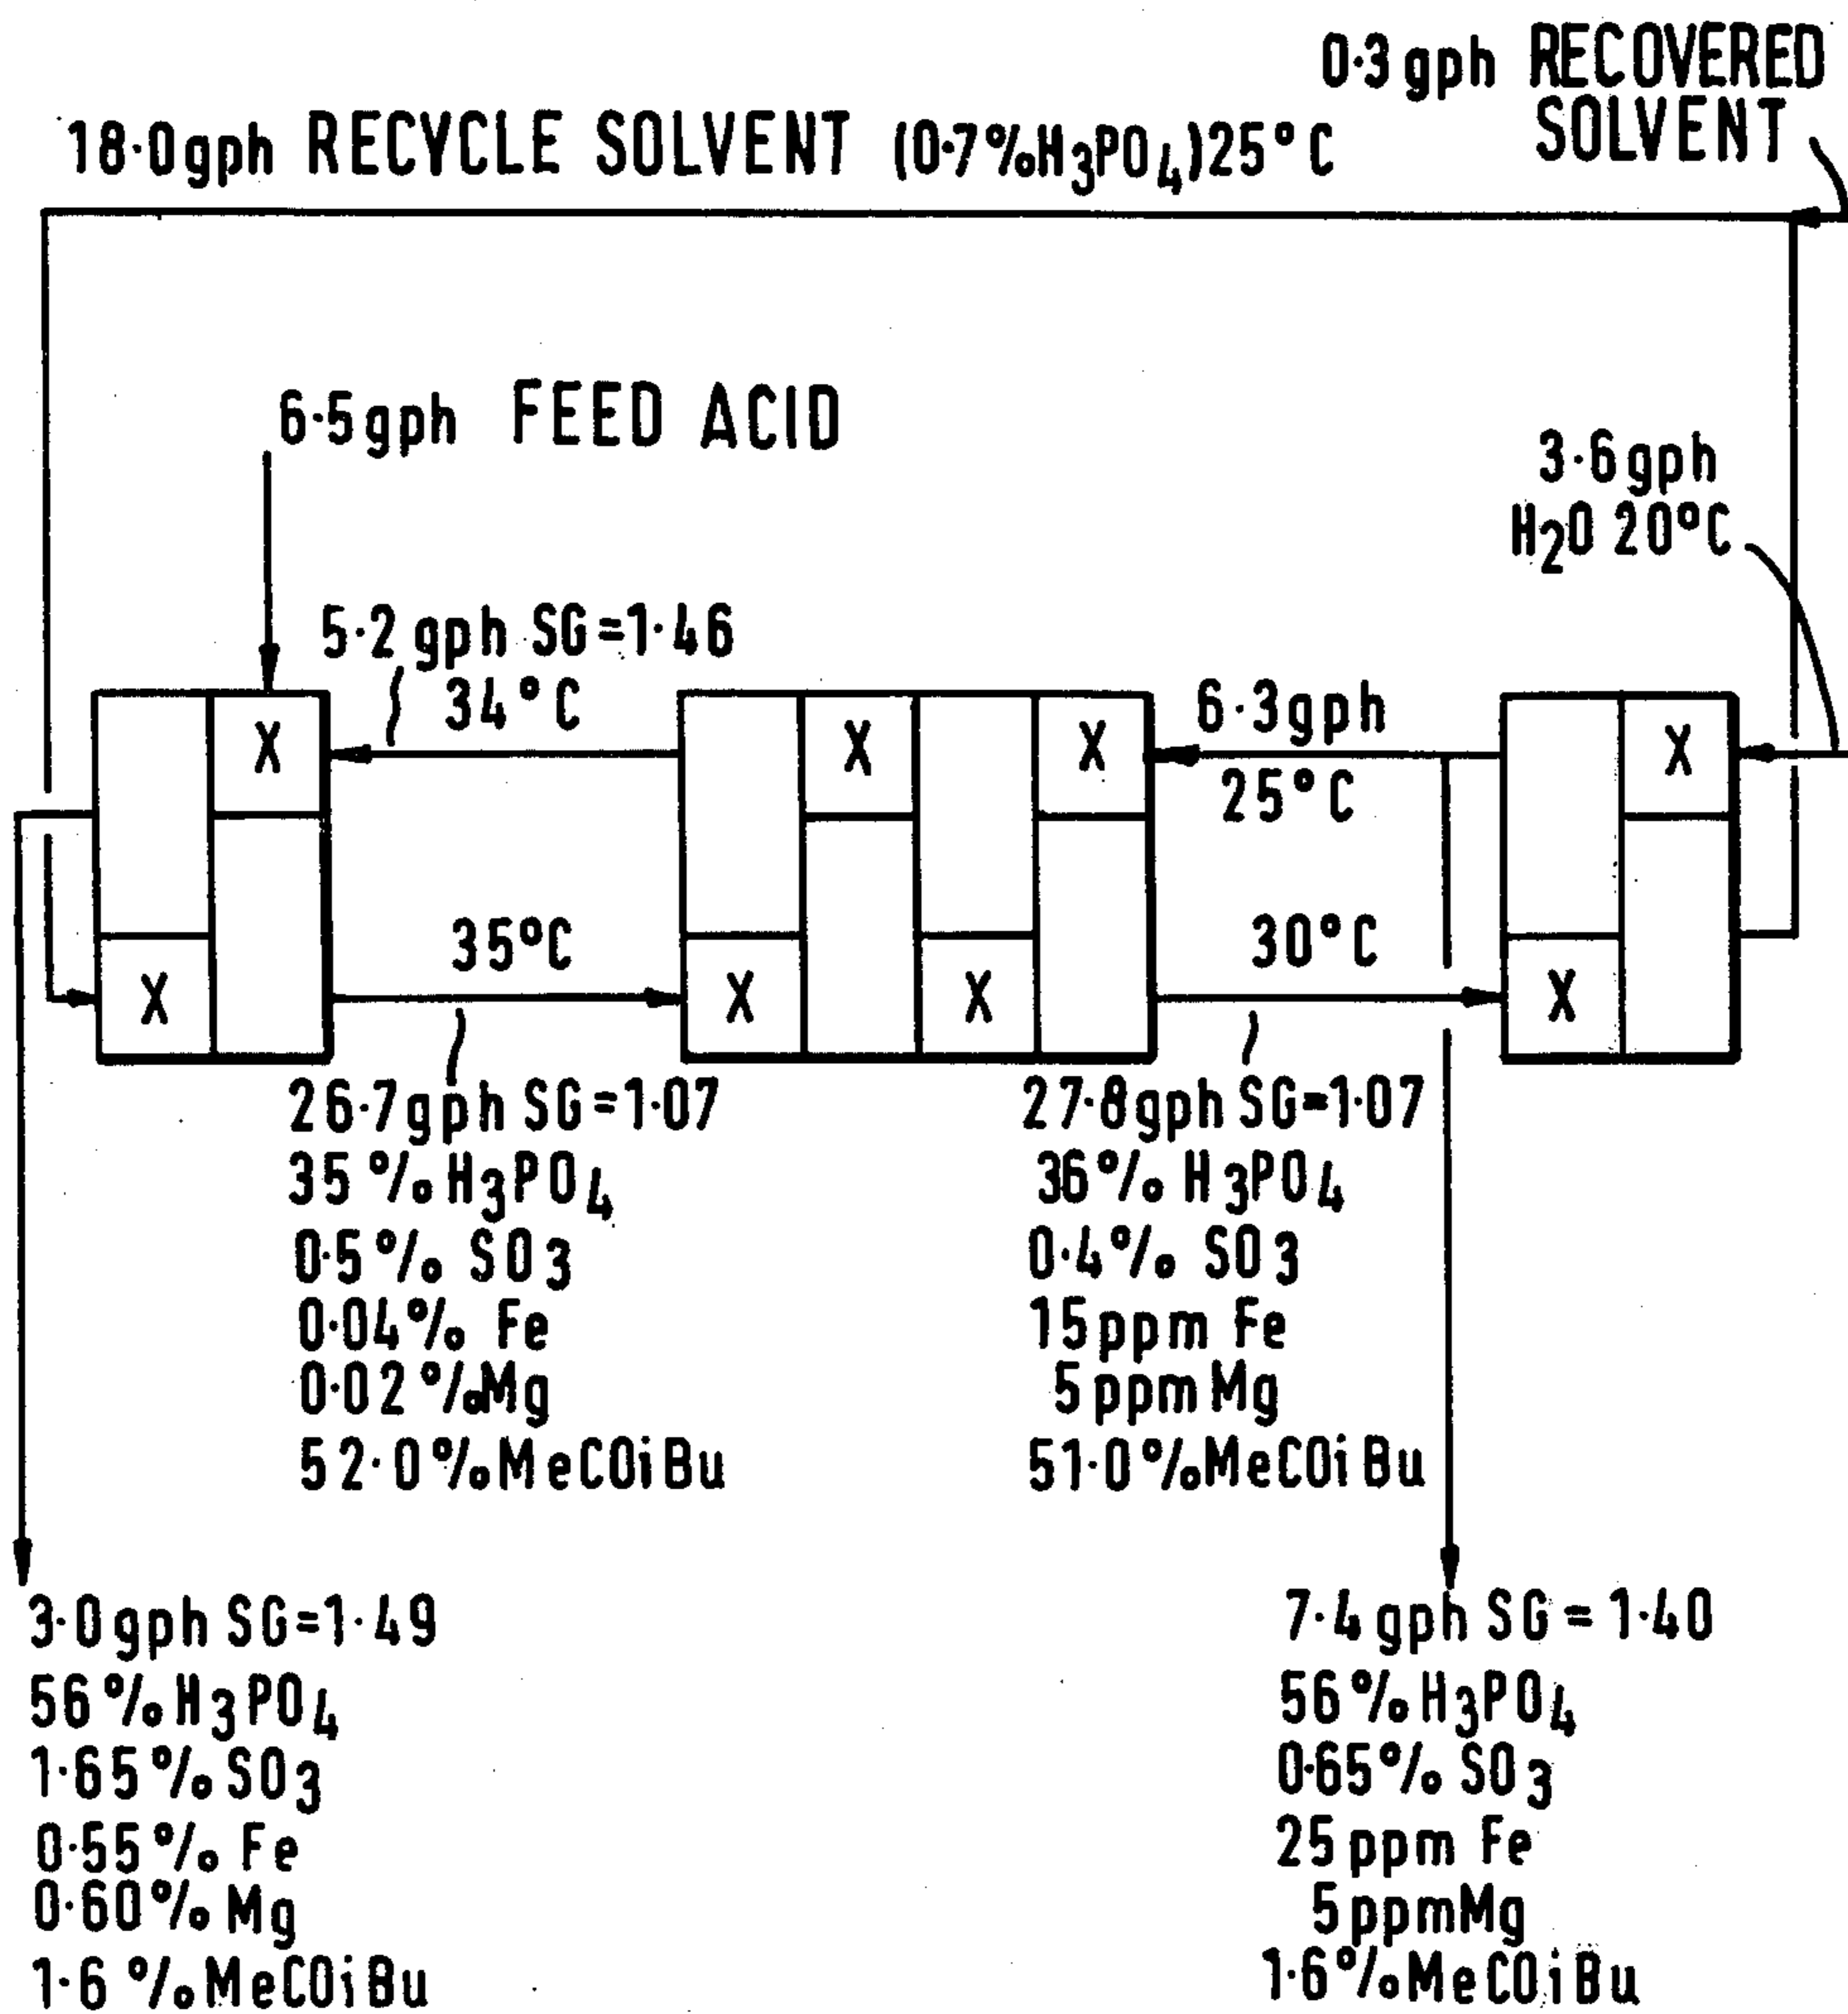 0·3 gph RECOVERED
SOLVENT
18·0gph RECYCLE SOLVENT (0·7%H3PO4)25°C
6·5gph FEED ACID
3·6gph
H2O 20°C
5·2 gph SG=1·46
34°C
6·3gph
25°C
X
X
X
X
35°C
30°C
X
X
X
X
26·7gph SG=1·07
35%H3PO4
0·5% SO3
0·04% Fe
0·02%Mg
52·0%MeCOiBu
27·8gph SG=1·07
36% H3PO4
0·4% SO3
15ppm Fe
5ppm Mg
51·0%MeCOiBu
3·0gph SG=1·49
56%H3PO4
1·65%SO3
0·55% Fe
0·60%Mg
1·6 %MeCOiBu
7·4gph SG = 1·40
56%H3PO4
0·65% SO3
25ppm Fe
5ppmMg
1·6%MeCOiBu